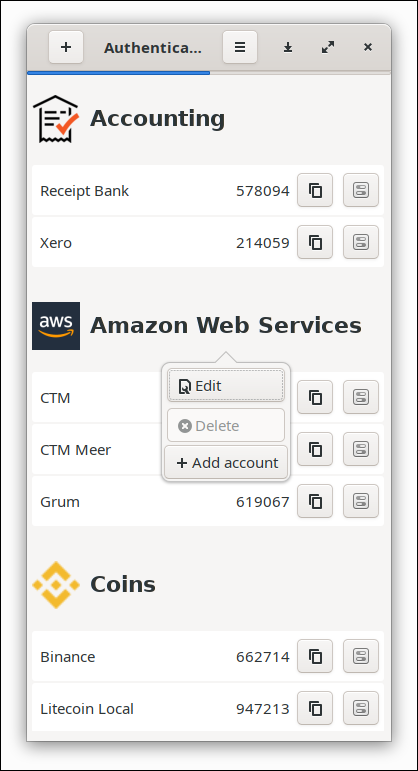 Authentica...
Accounting
Receipt Bank 578094
Xero 214059
aws
Amazon Web Services
Edit
CTM
Delete
CTM Meer
Add account
Grum 619067
Coins
Binance 662714
Litecoin Local 947213